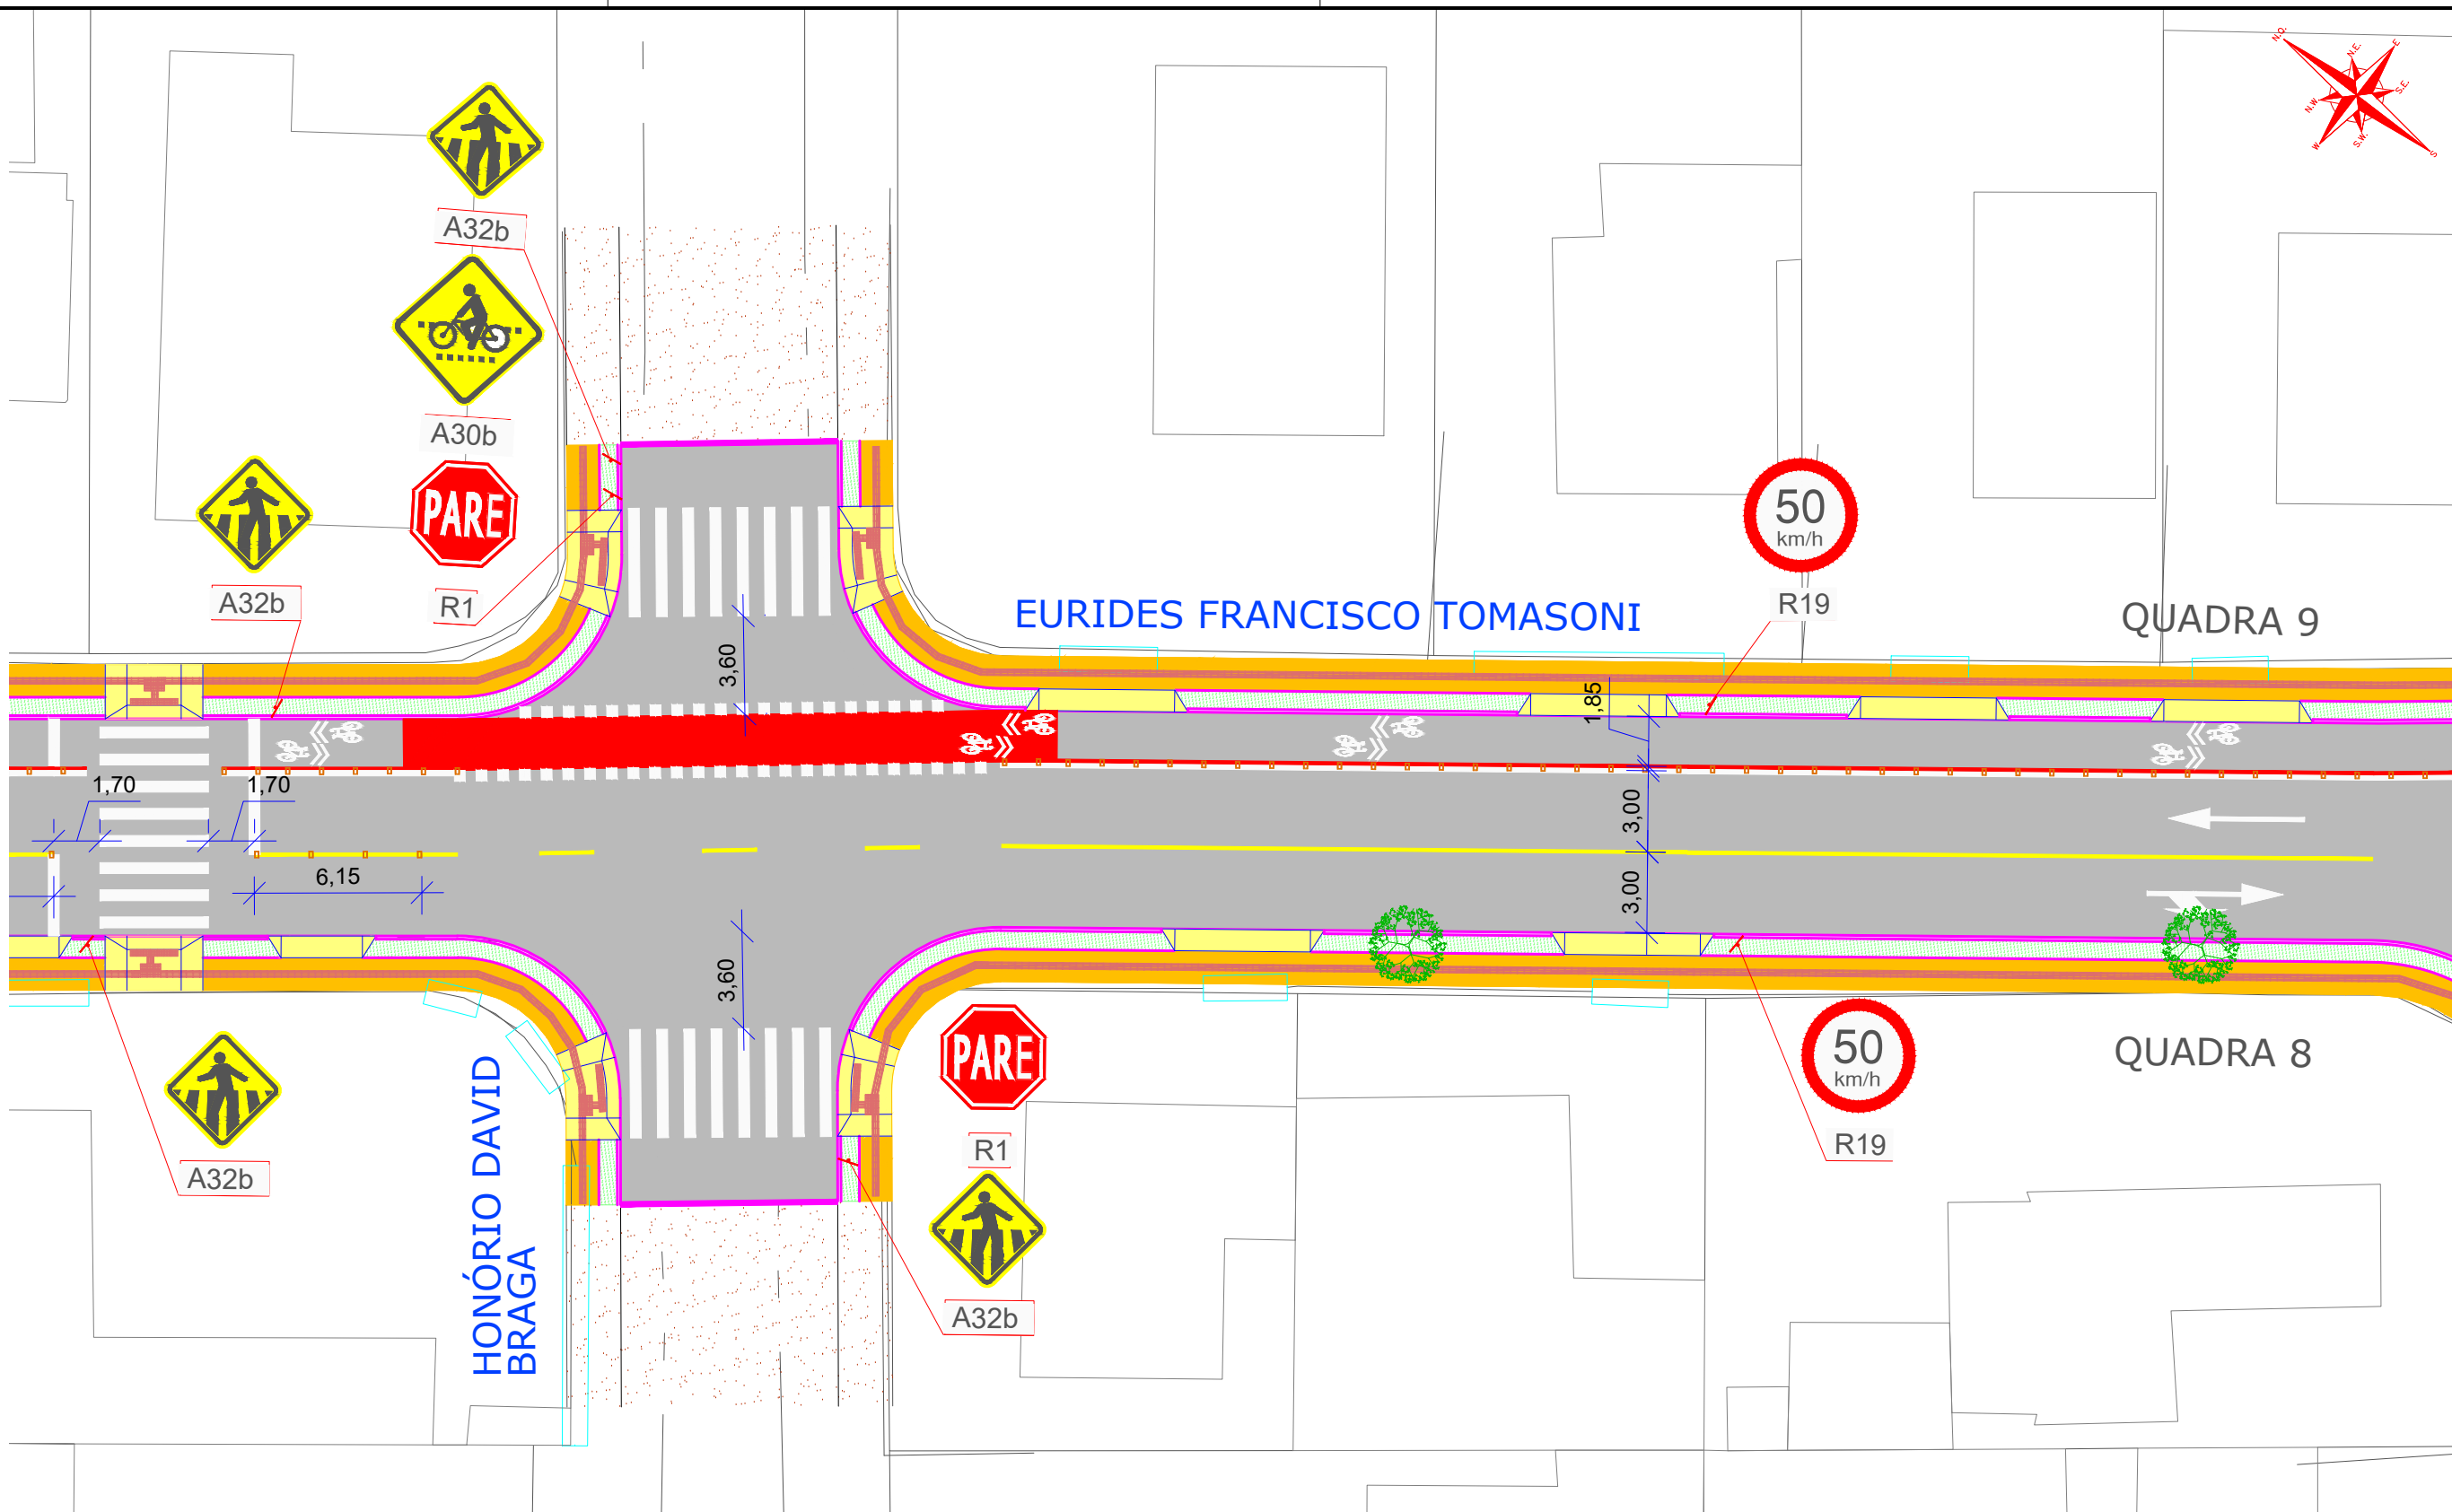 N.Q.
N.E.
E
N.W
S.E.
W
S.W.
S
A32b
A30b
PARE
A32b
R1
50
km/h
R19
EURIDES FRANCISCO TOMASONI
QUADRA 9
3,60
1,85
1,70
1,70
3,00
6,15
3,00
3,60
HONÓRIO DAVID
BRAGA
PARE
R1
50
km/h
QUADRA 8
R19
A32b
A32b